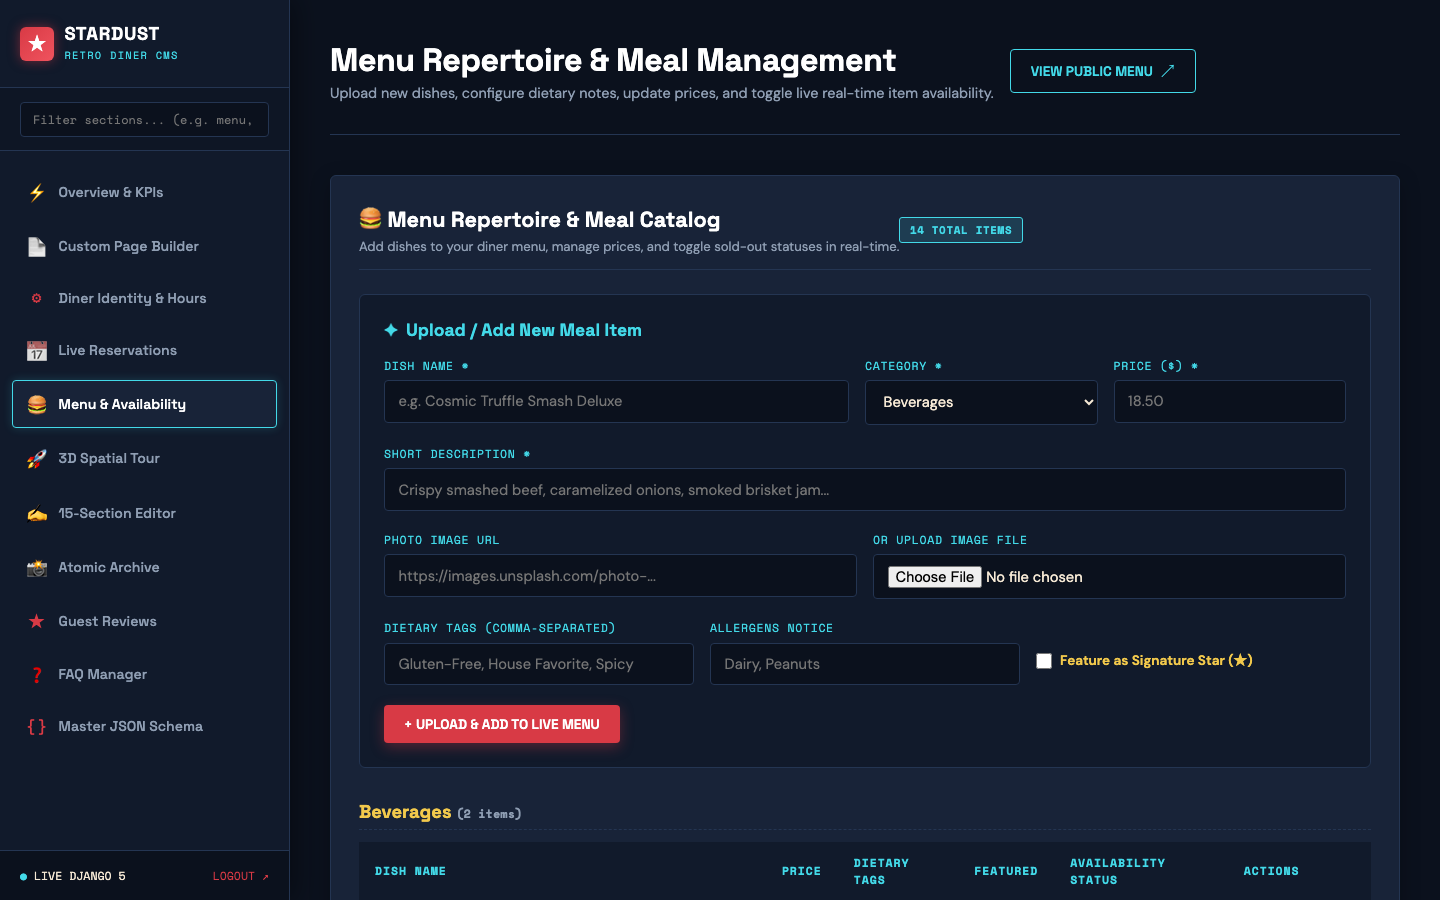 STARDUST
RETRO DINER CMS
Filter sections... (e.g. menu,
Overview & KPIs
Custom Page Builder
Diner Identity & Hours
17 Live Reservations
Menu & Availability
3D Spatial Tour
15-Section Editor
Atomic Archive
Guest Reviews
FAQ Manager
{} Master JSON Schema
LIVE DJANGO 5
LOGOUT ↗
Menu Repertoire & Meal Management
Upload new dishes, configure dietary notes, update prices, and toggle live real-time item availability.
VIEW PUBLIC MENU ↗
Menu Repertoire & Meal Catalog
Add dishes to your diner menu, manage prices, and toggle sold-out statuses in real-time.
14 TOTAL ITEMS
✦ Upload / Add New Meal Item
DISH NAME *
CATEGORY *
PRICE ($) *
e.g. Cosmic Truffle Smash Deluxe
Beverages
18.50
SHORT DESCRIPTION *
Crispy smashed beef, caramelized onions, smoked brisket jam...
PHOTO IMAGE URL
OR UPLOAD IMAGE FILE
https://images.unsplash.com/photo-...
Choose File No file chosen
DIETARY TAGS (COMMA-SEPARATED)
ALLERGENS NOTICE
Gluten-Free, House Favorite, Spicy
Dairy, Peanuts
Feature as Signature Star (★)
+ UPLOAD & ADD TO LIVE MENU
Beverages (2 items)
DISH NAME
PRICE
DIETARY
TAGS
FEATURED
AVAILABILITY
STATUS
ACTIONS